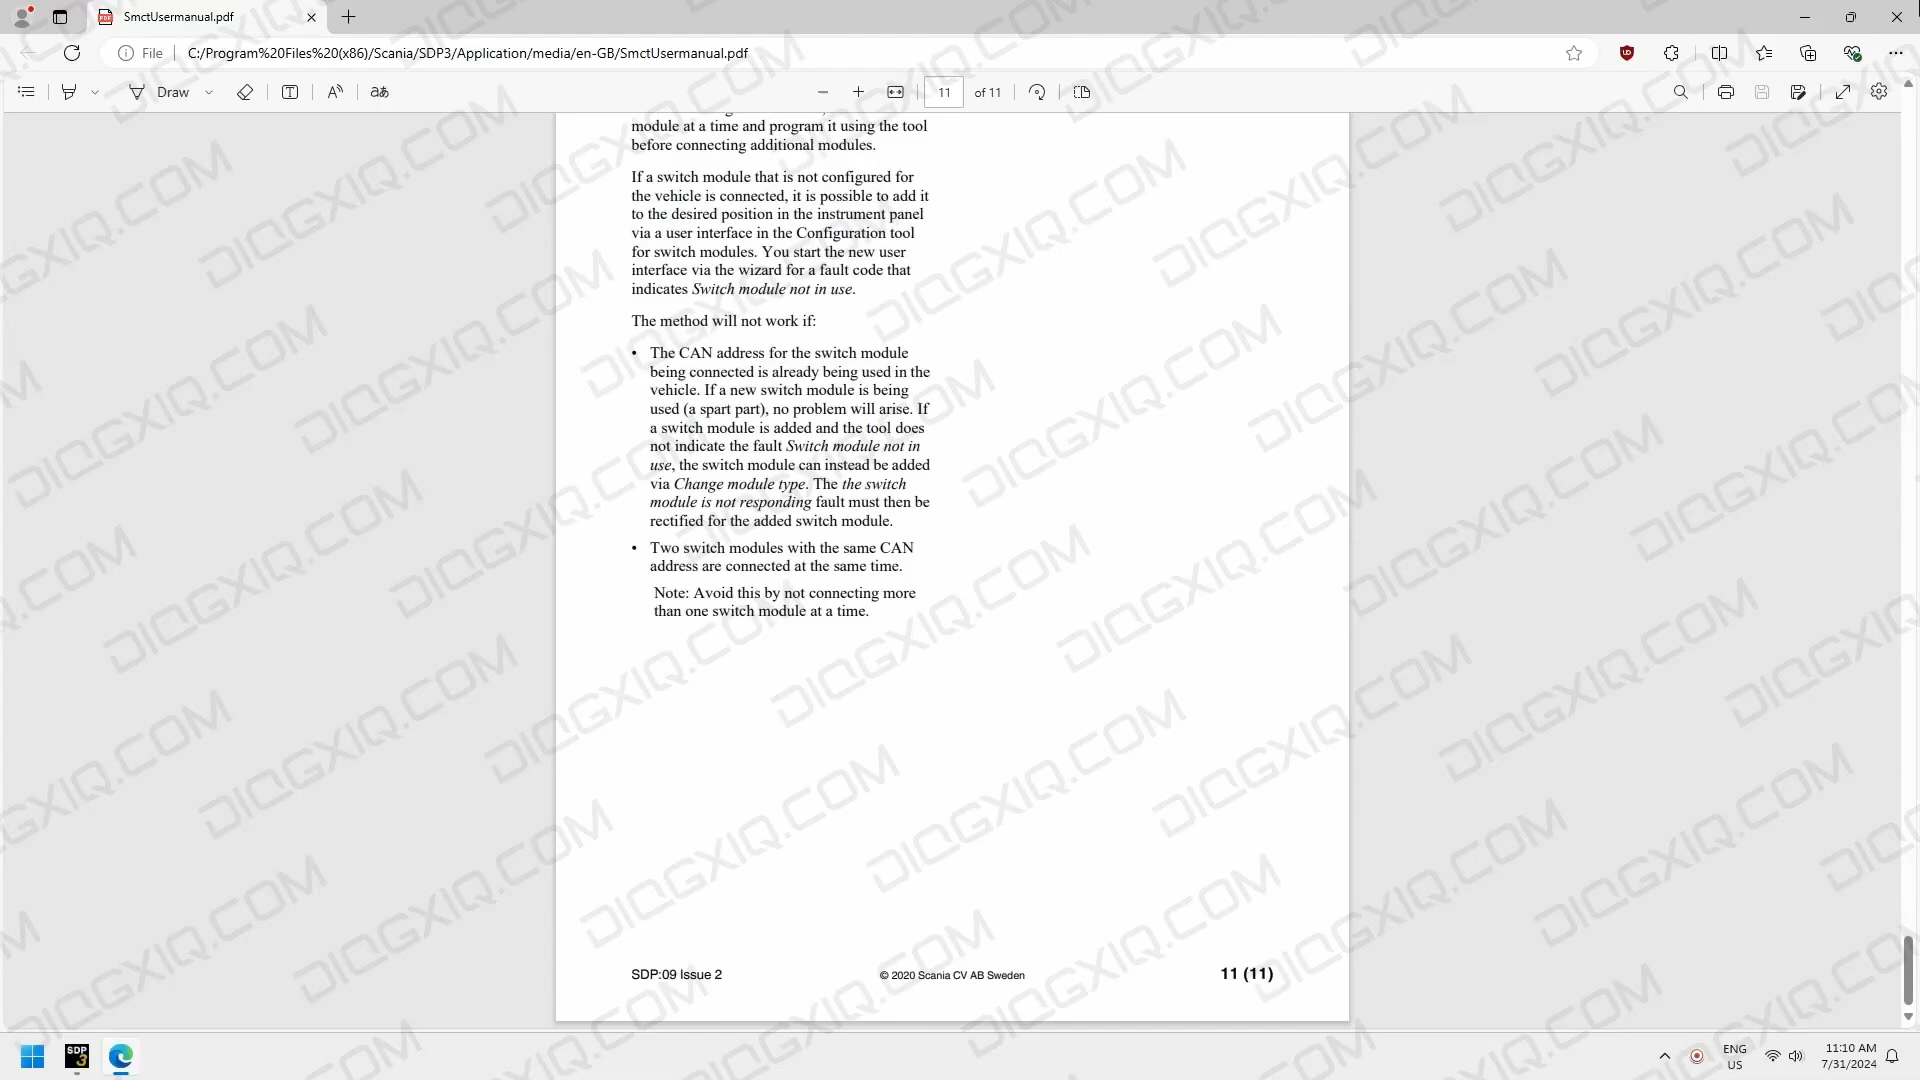 SmctUsermanual.pdf
File
C:/Program%20Files%20(x86)/Scania/SDP3/Application/media/en-GB/SmctUsermanual.pdf
Draw
11 of 11
module at a time and program it using the tool
before connecting additional modules.
If a switch module that is not configured for
the vehicle is connected, it is possible to add it
to the desired position in the instrument panel
via a user interface in the Configuration tool
for switch modules. You start the new user
interface via the wizard for a fault code that
indicates Switch module not in use.
The method will not work if:
• The CAN address for the switch module
being connected is already being used in the
vehicle. If a new switch module is being
used (a spart part), no problem will arise. If
a switch module is added and the tool does
not indicate the fault Switch module not in
use, the switch module can instead be added
via Change module type. The the switch
module is not responding fault must then be
rectified for the added switch module.
• Two switch modules with the same CAN
address are connected at the same time.
Note: Avoid this by not connecting more
than one switch module at a time.
SDP:09 Issue 2
© 2020 Scania CV AB Sweden
11 (11)
SDP
3
ENG
US
11:10 AM
7/31/2024
DIAGXIQ.COM